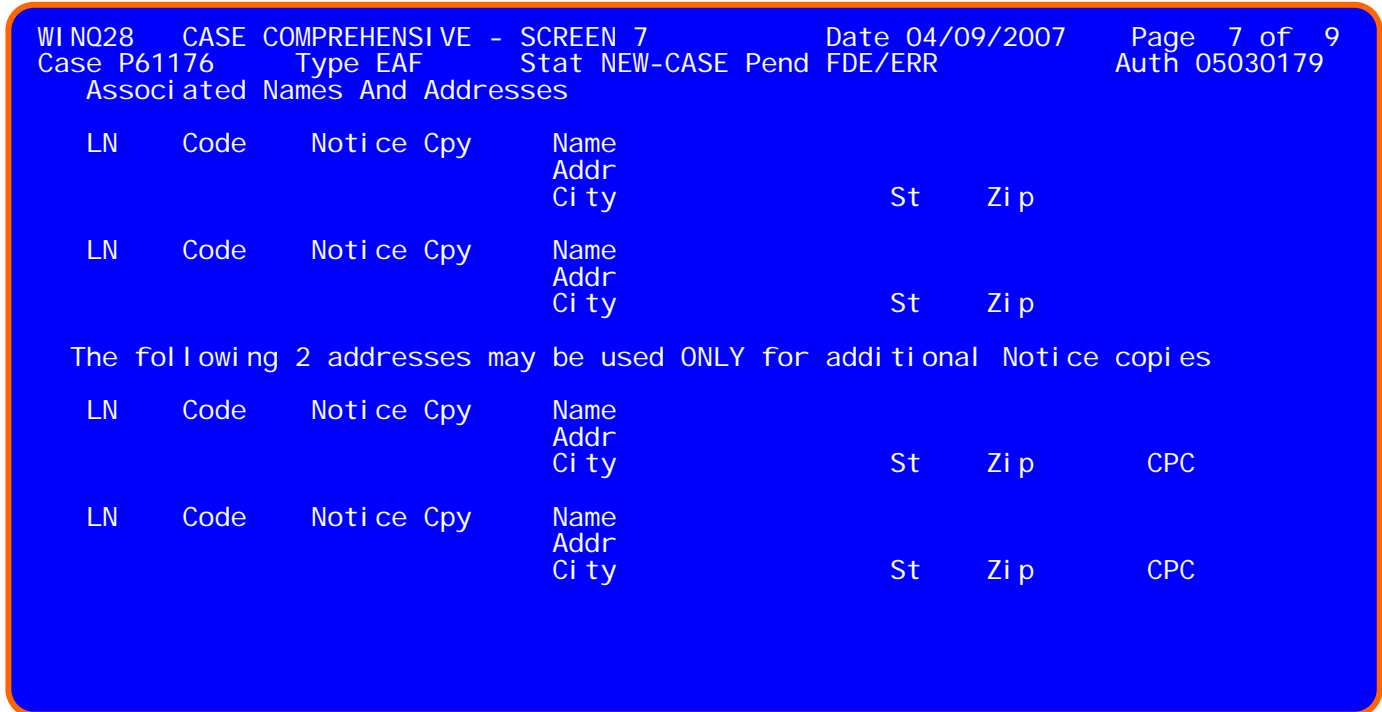 WINQ28 CASE COMPREHENSIVE - SCREEN 7 Date 04/09/2007 Page 7 of 9
Case P61176 Type EAF Stat NEW-CASE Pend FDE/ERR Auth 05030179
Associated Names And Addresses
LN Code Notice Cpy Name
Addr
City St Zip
LN Code Notice Cpy Name
Addr
City St Zip
The following 2 addresses may be used ONLY for additional Notice copies
LN Code Notice Cpy Name
Addr
City St Zip CPC
LN Code Notice Cpy Name
Addr
City St Zip CPC